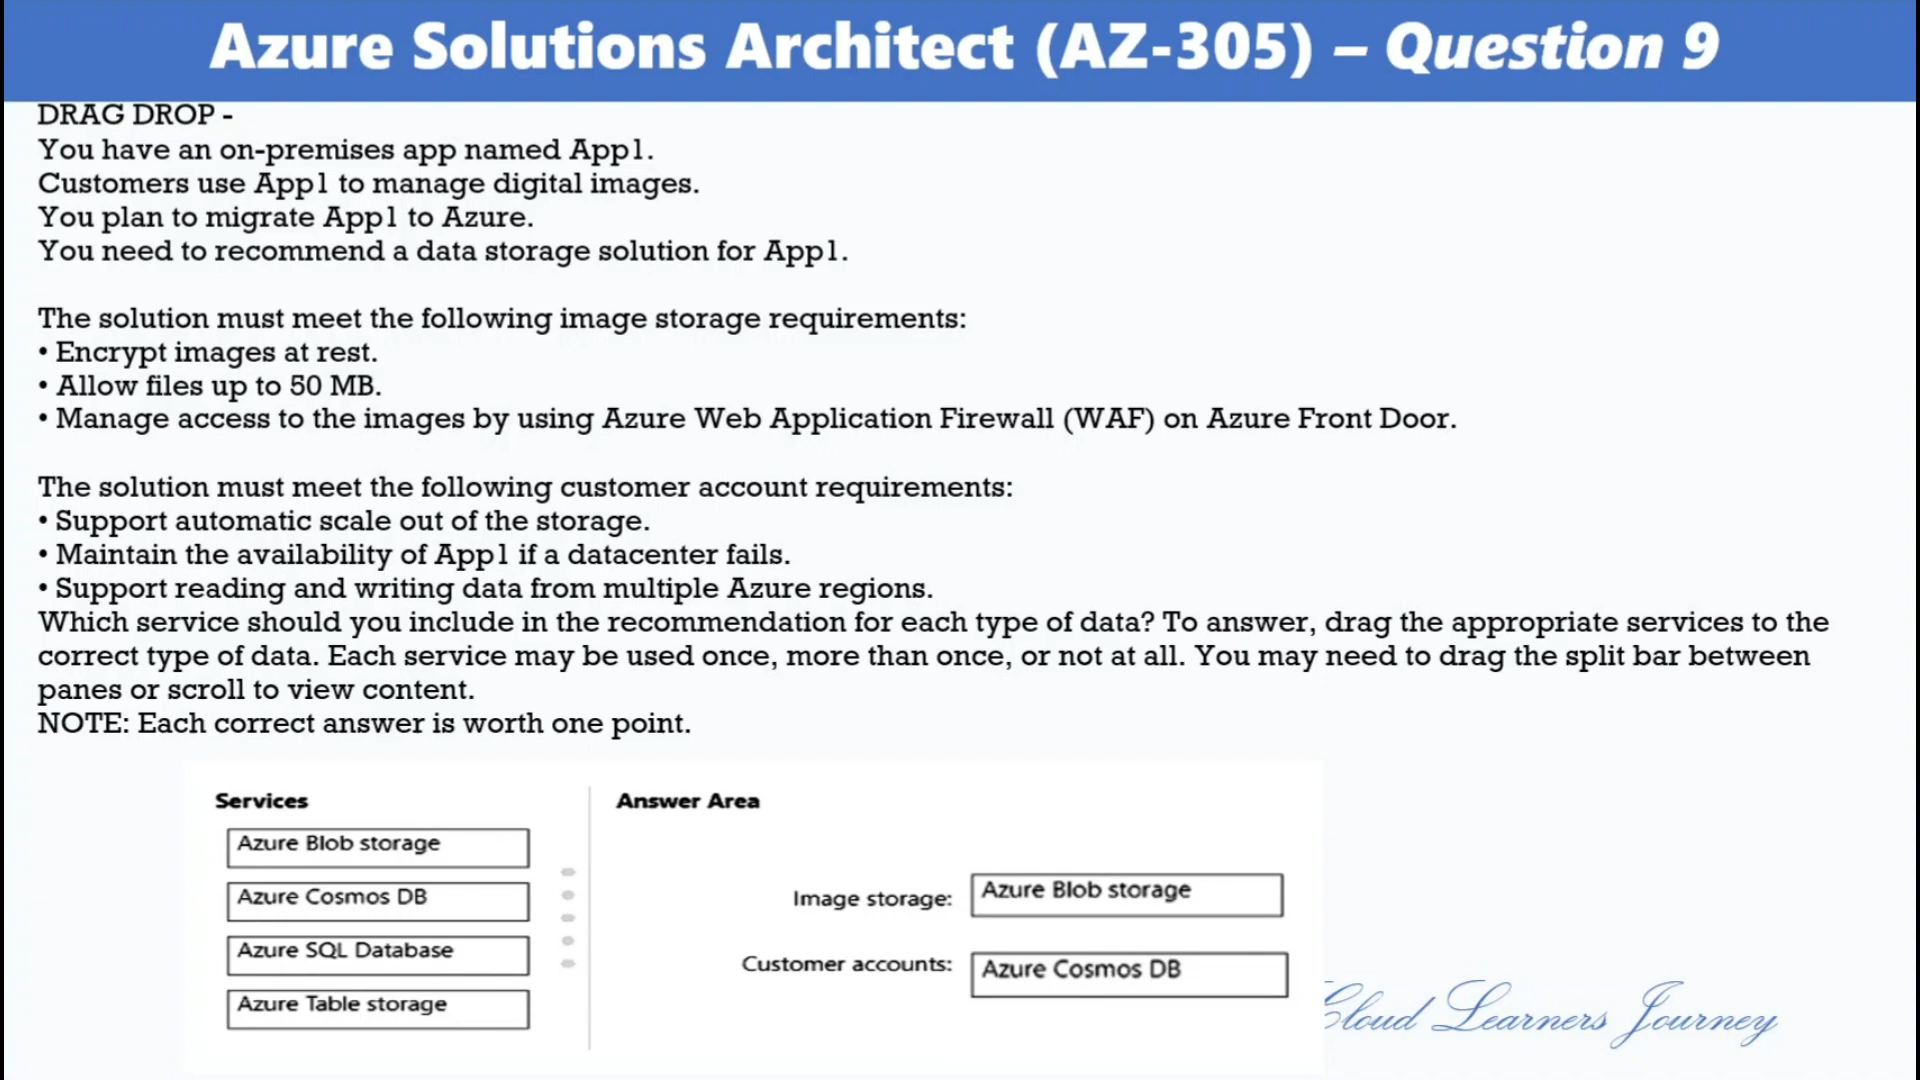 Azure Solutions Architect (AZ-305) – Question 9
DRAG DROP -
You have an on-premises app named App1.
Customers use App1 to manage digital images.
You plan to migrate App1 to Azure.
You need to recommend a data storage solution for App1.
The solution must meet the following image storage requirements:
• Encrypt images at rest.
• Allow files up to 50 MB.
• Manage access to the images by using Azure Web Application Firewall (WAF) on Azure Front Door.
The solution must meet the following customer account requirements:
• Support automatic scale out of the storage.
• Maintain the availability of App1 if a datacenter fails.
• Support reading and writing data from multiple Azure regions.
Which service should you include in the recommendation for each type of data? To answer, drag the appropriate services to the
correct type of data. Each service may be used once, more than once, or not at all. You may need to drag the split bar between
panes or scroll to view content.
NOTE: Each correct answer is worth one point.
Services
Azure Blob storage
Azure Cosmos DB
Azure SQL Database
Azure Table storage
Answer Area
Image storage: Azure Blob storage
Customer accounts: Azure Cosmos DB
Cloud Learners Journey